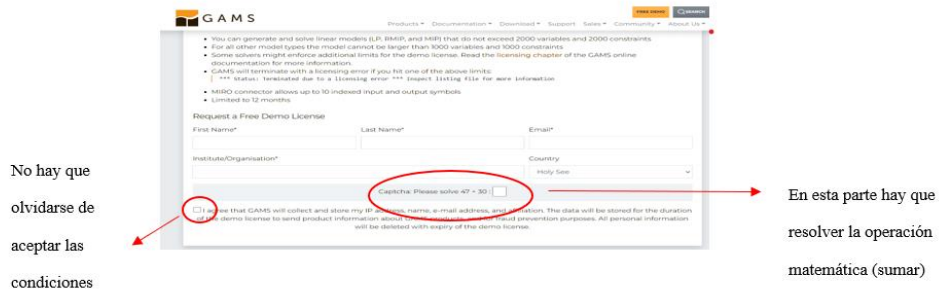 GAMS
FREE DEMO
SEARCH
Products Documentation Download Support Sales Community About Us
You can generate and solve linear models (LP, RMIP, and MIP) that do not exceed 2000 variables and 2000 constraints
For all other model types the model cannot be larger than 1000 variables and 1000 constraints
Some solvers might enforce additional limits for the demo license. Read the licensing chapter of the GAMS online
documentation for more information.
GAMS will terminate with a licensing error if you hit one of the above limits:
*** Status: Terminated due to a licensing error *** Inspect listing file for more information
MIRO connector allows up to 10 indexed input and output symbols
Limited to 12 months
Request a Free Demo License
First Name*
Last Name*
Email*
Institute/Organisation*
Country
Holy See
Captcha: Please solve 47 + 30 :
I agree that GAMS will collect and store my IP address, name, e-mail address, and affiliation. The data will be stored for the duration
of the demo license to send product information about GAMS products, and for fraud prevention purposes. All personal information
will be deleted with expiry of the demo license.
No hay que
olvidarse de
aceptar las
condiciones
En esta parte hay que
resolver la operación
matemática (sumar)